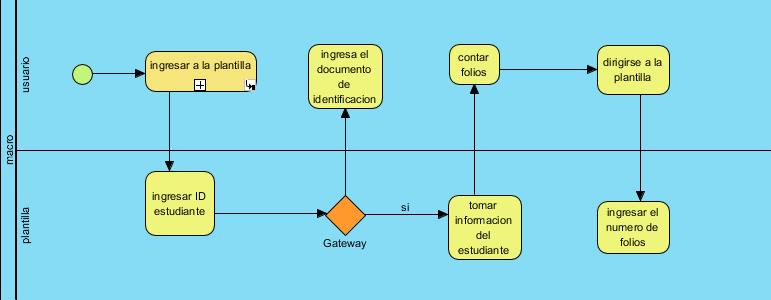 macro
usuario
ingresar a la plantilla
ingresa el
documento
de
identificacion
contar
folios
dirigirse a la
plantilla
plantilla
ingresar ID
estudiante
Gateway
si
tomar
informacion
del
estudiante
ingresar el
numero de
folios